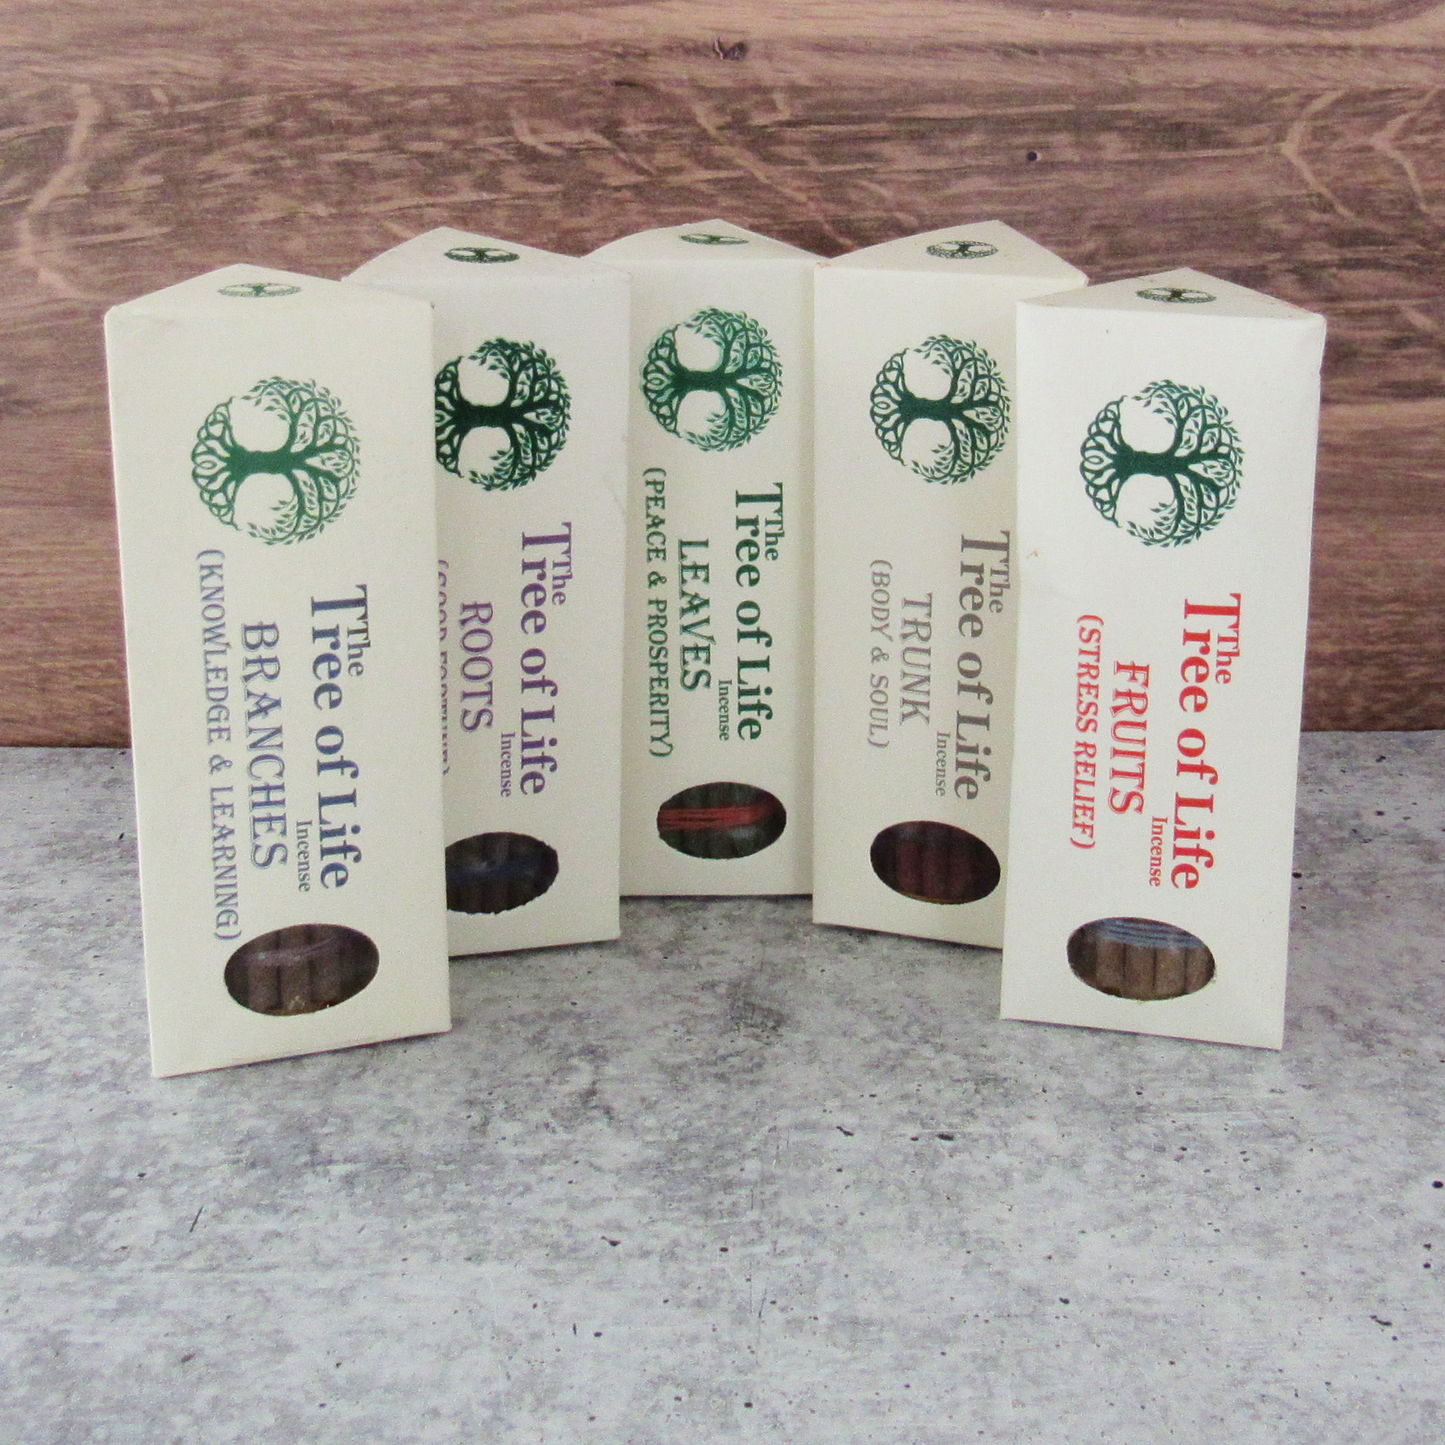 The
Tree of Life
Incense
BRANCHES
(KNOWLEDGE & LEARNING)
The
Tree of Life
Incense
ROOTS
(GOOD FORTUNE)
The
Tree of Life
Incense
LEAVES
(PEACE & PROSPERITY)
The
Tree of Life
Incense
TRUNK
(BODY & SOUL)
The
Tree of Life
Incense
FRUITS
(STRESS RELIEF)